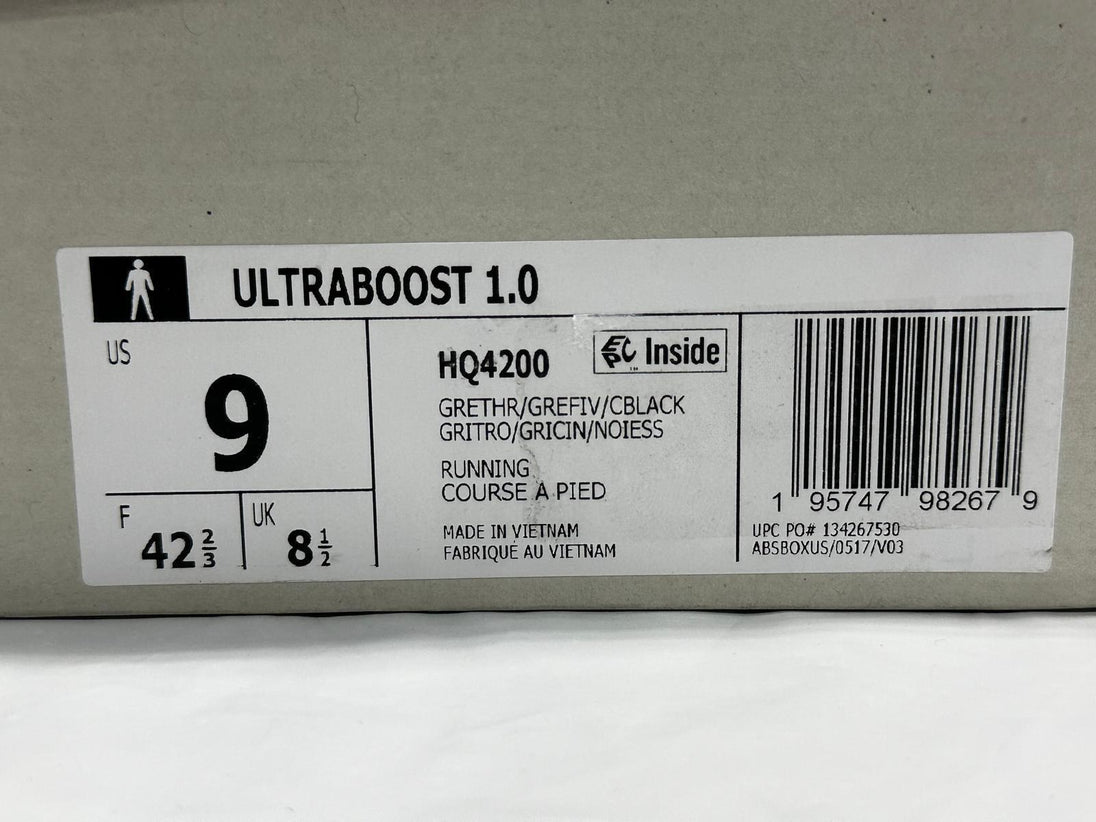 ULTRABOOST 1.0
US
9
F
42 2/3
UK
8 1/2
HQ4200
EPC Inside
GRETHR/GREFIV/CBLACK
GRITRO/GRICIN/NOIESS
RUNNING
COURSE À PIED
MADE IN VIETNAM
FABRIQUÉ AU VIETNAM
1 95747 98267 9
UPC PO# 134267530
ABSBOXUS/0517/V03